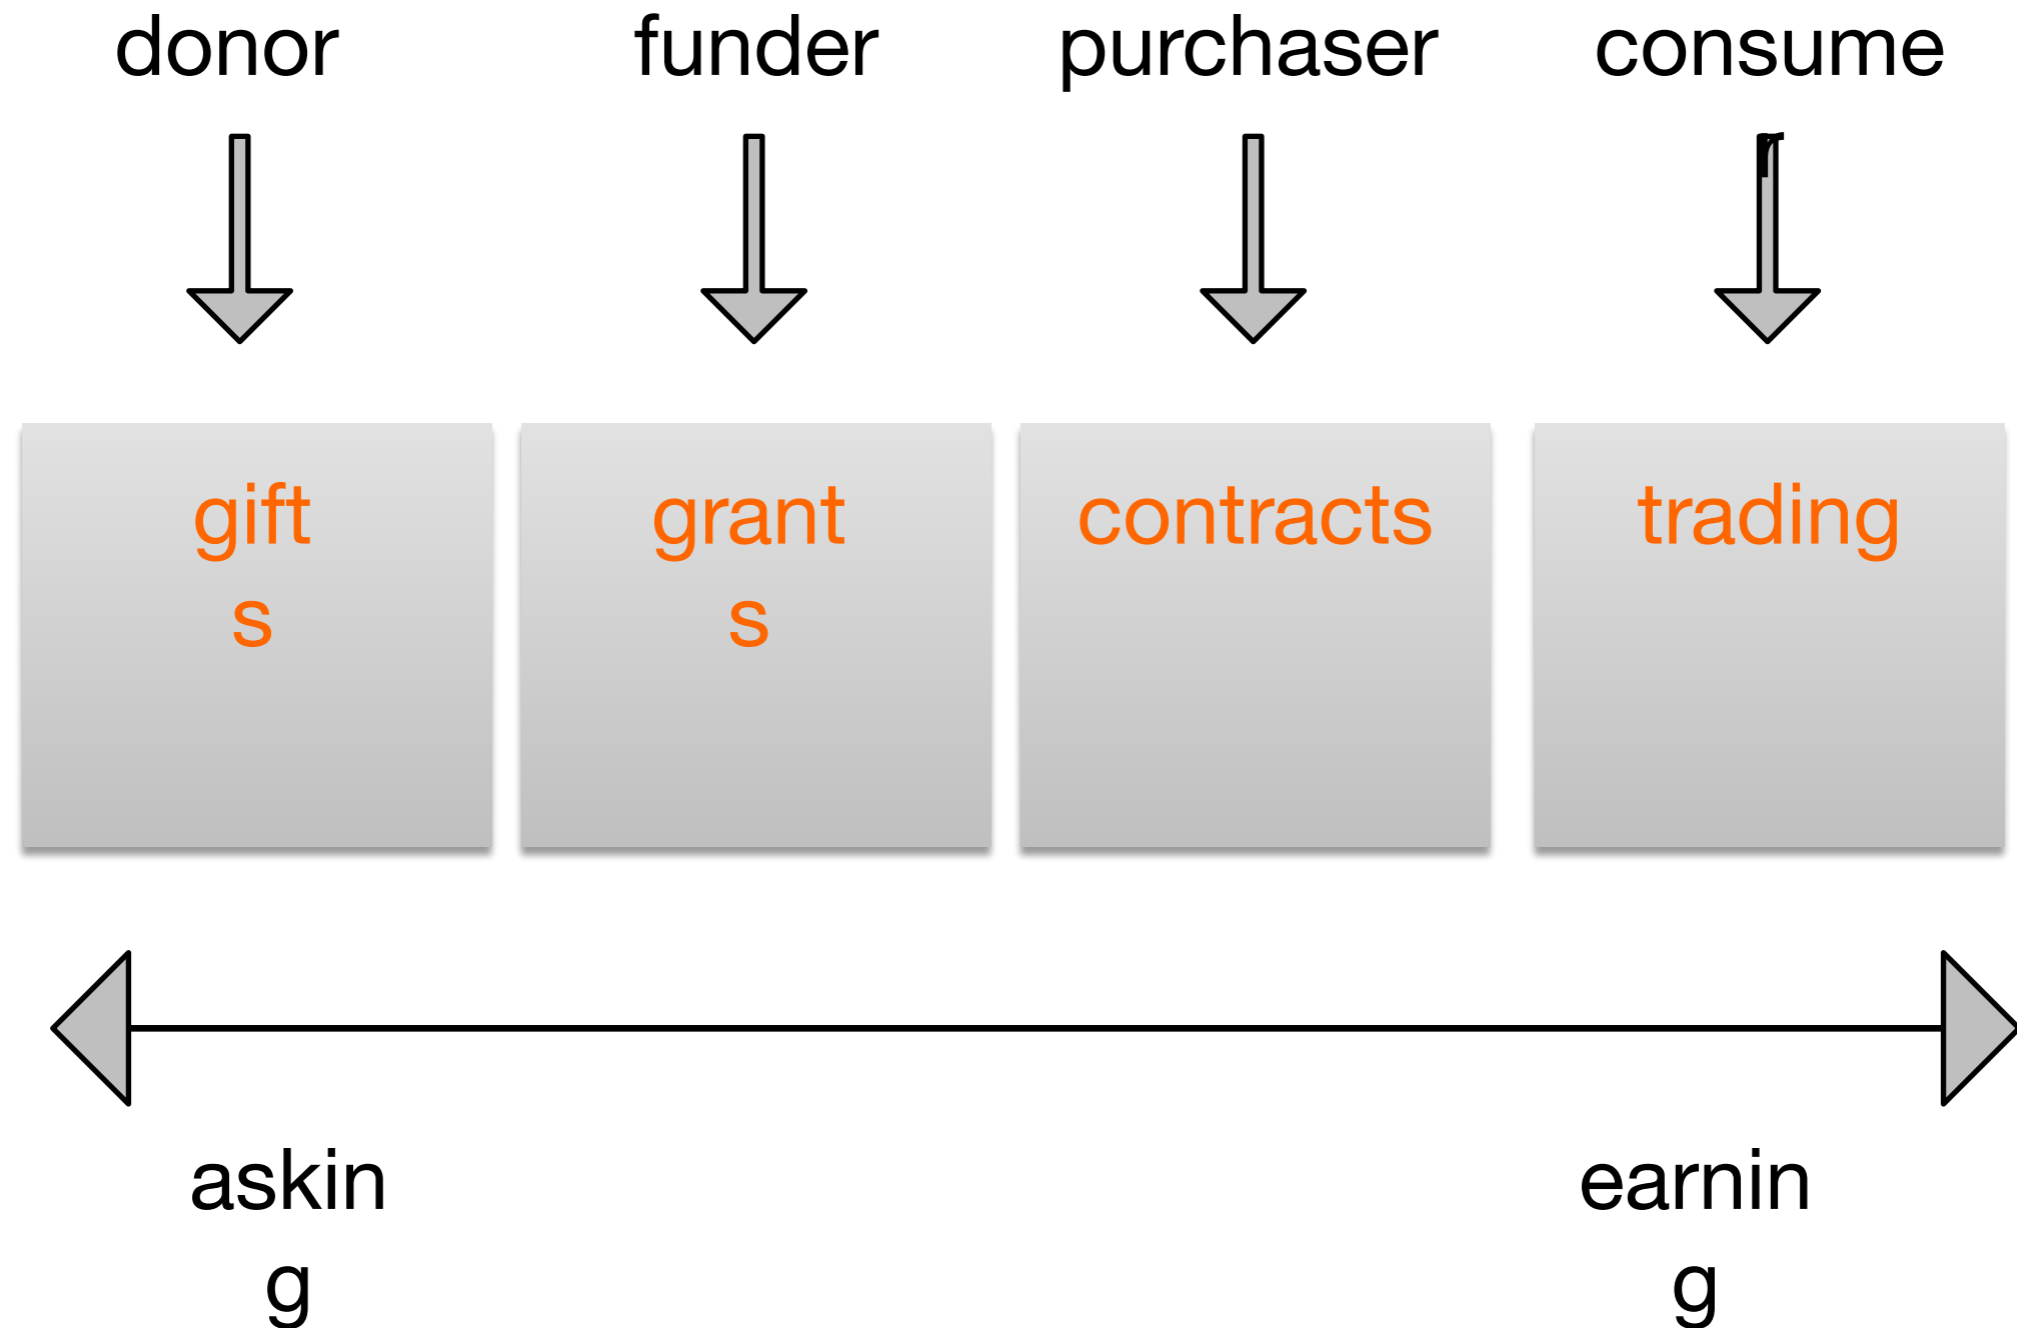 donor funder purchaser consume
r
gift grant contracts trading
s s
askin earnin
g g